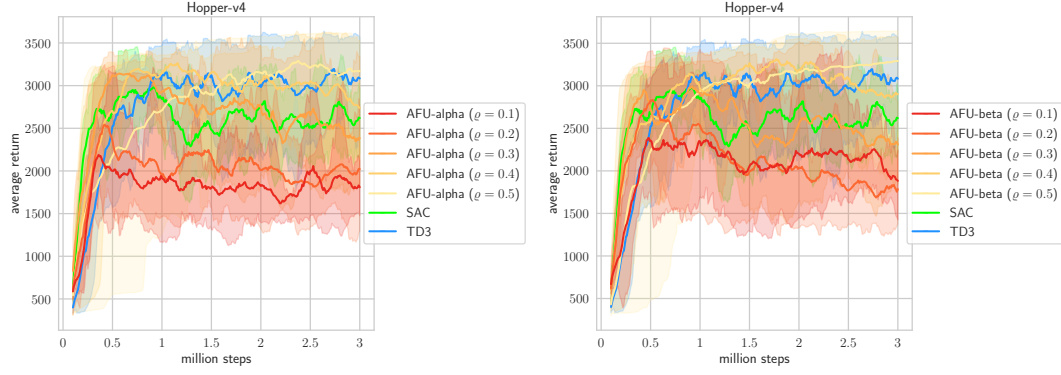 Hopper-v4
average return
3500
3000
2500
2000
1500
1000
500
0
0.5
1
1.5
2
2.5
3
million steps
AFU-alpha (ϱ = 0.1)
AFU-alpha (ϱ = 0.2)
AFU-alpha (ϱ = 0.3)
AFU-alpha (ϱ = 0.4)
AFU-alpha (ϱ = 0.5)
SAC
TD3
Hopper-v4
average return
3500
3000
2500
2000
1500
1000
500
0
0.5
1
1.5
2
2.5
3
million steps
AFU-beta (ϱ = 0.1)
AFU-beta (ϱ = 0.2)
AFU-beta (ϱ = 0.3)
AFU-beta (ϱ = 0.4)
AFU-beta (ϱ = 0.5)
SAC
TD3